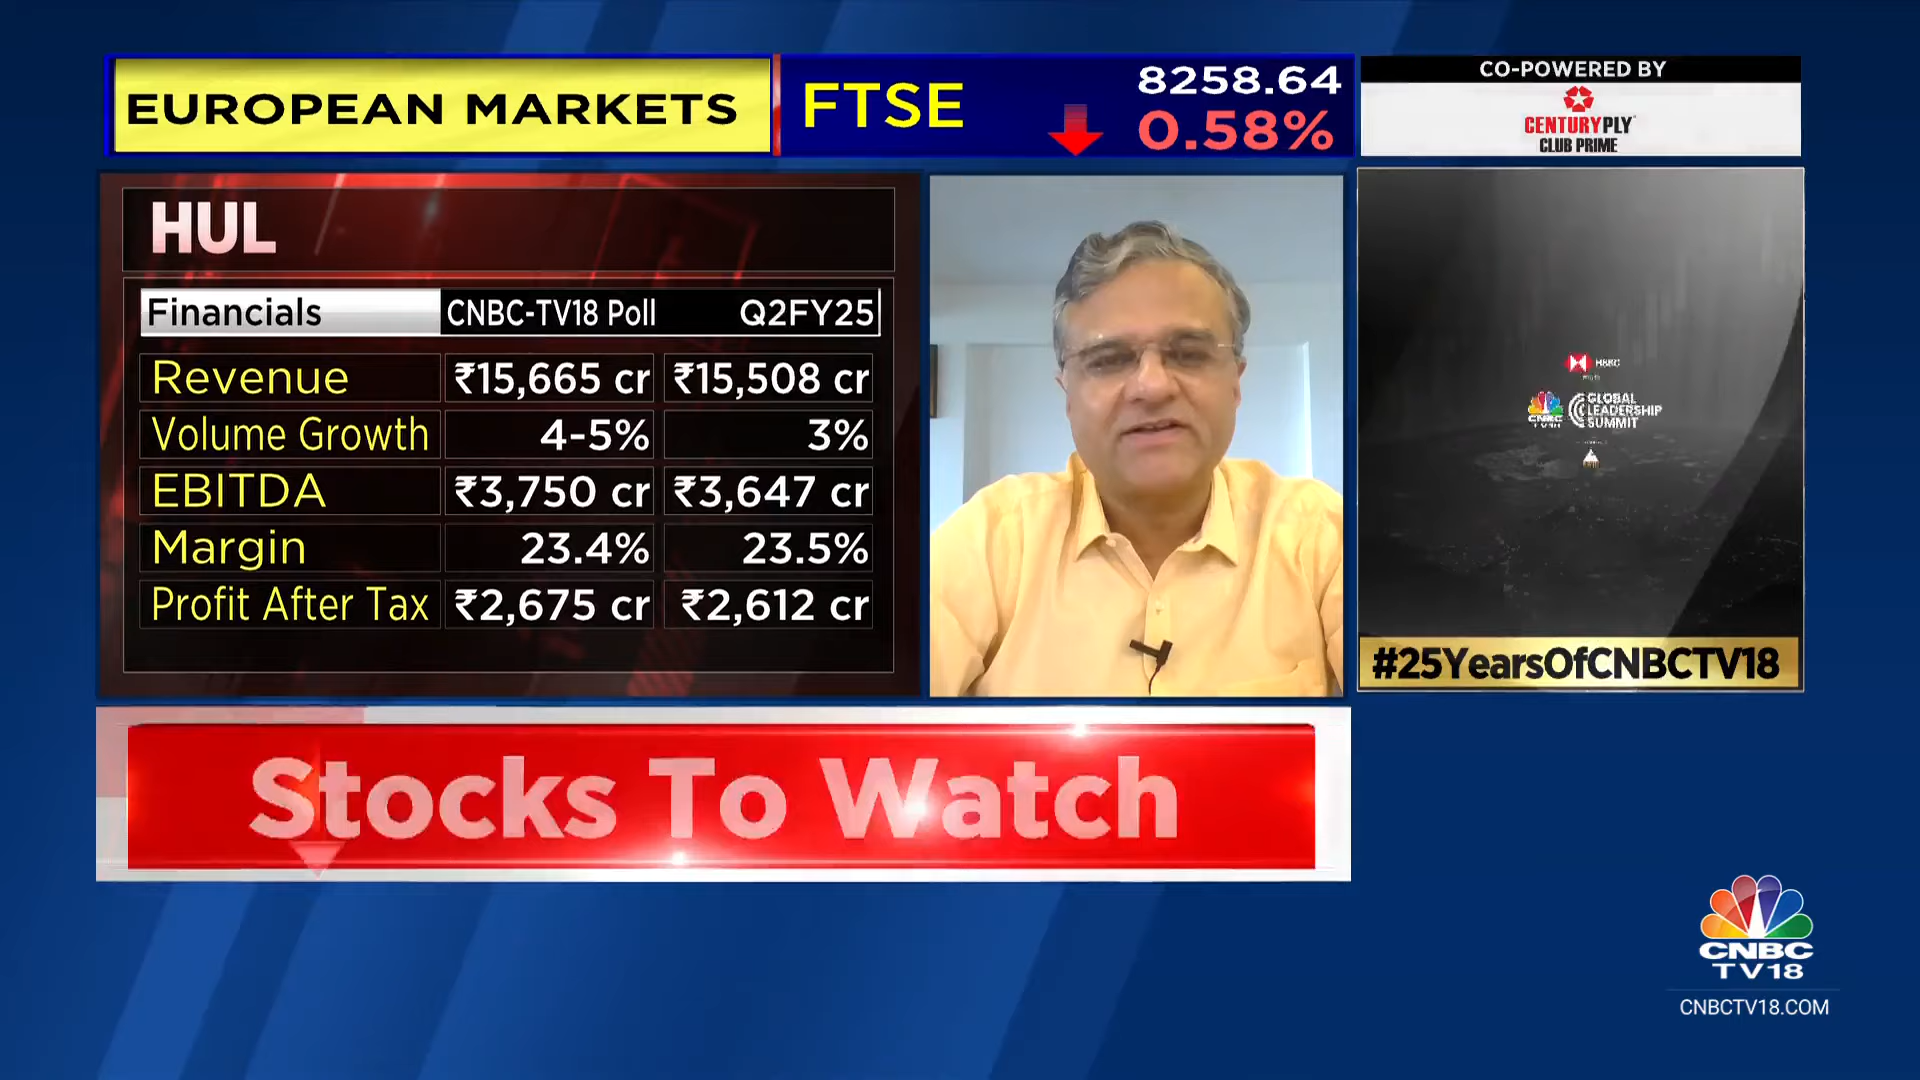 EUROPEAN MARKETS
FTSE
8258.64
0.58%
CO-POWERED BY
CENTURYPLY
CLUB PRIME
HUL
Financials CNBC-TV18 Poll Q2FY25
Revenue ₹15,665 cr ₹15,508 cr
Volume Growth 4-5% 3%
EBITDA ₹3,750 cr ₹3,647 cr
Margin 23.4% 23.5%
Profit After Tax ₹2,675 cr ₹2,612 cr
HSBC
CNBC
TV18
GLOBAL
LEADERSHIP
SUMMIT
#25YearsOfCNBCTV18
Stocks To Watch
CNBC
TV18
CNBCTV18.COM